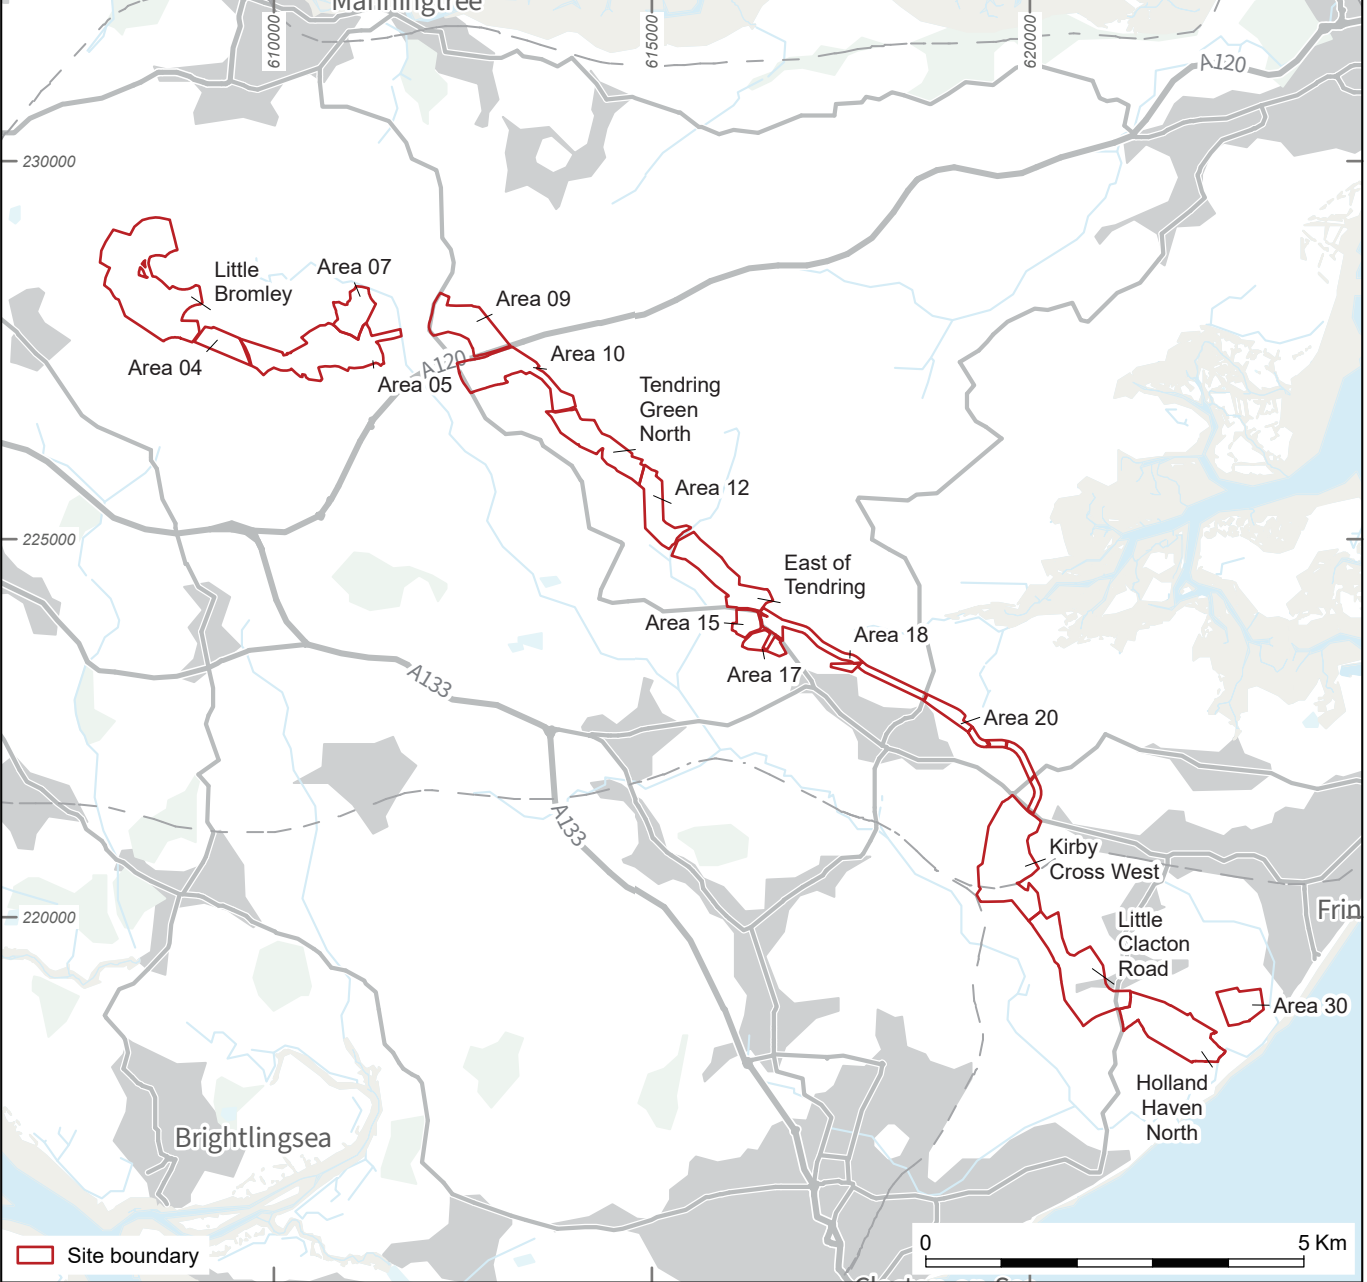 Manningtree
610000
615000
620000
A120
230000
Little
Bromley
Area 07
Area 09
Area 04
A120
Area 05
Area 10
Tendring
Green
North
Area 12
225000
East of
Tendring
Area 15
Area 18
A133
Area 17
Area 20
A133
Kirby
Cross West
220000
Little
Clacton
Road
Frin
Area 30
Holland
Haven
North
Brightlingsea
Site boundary
0
5 Km